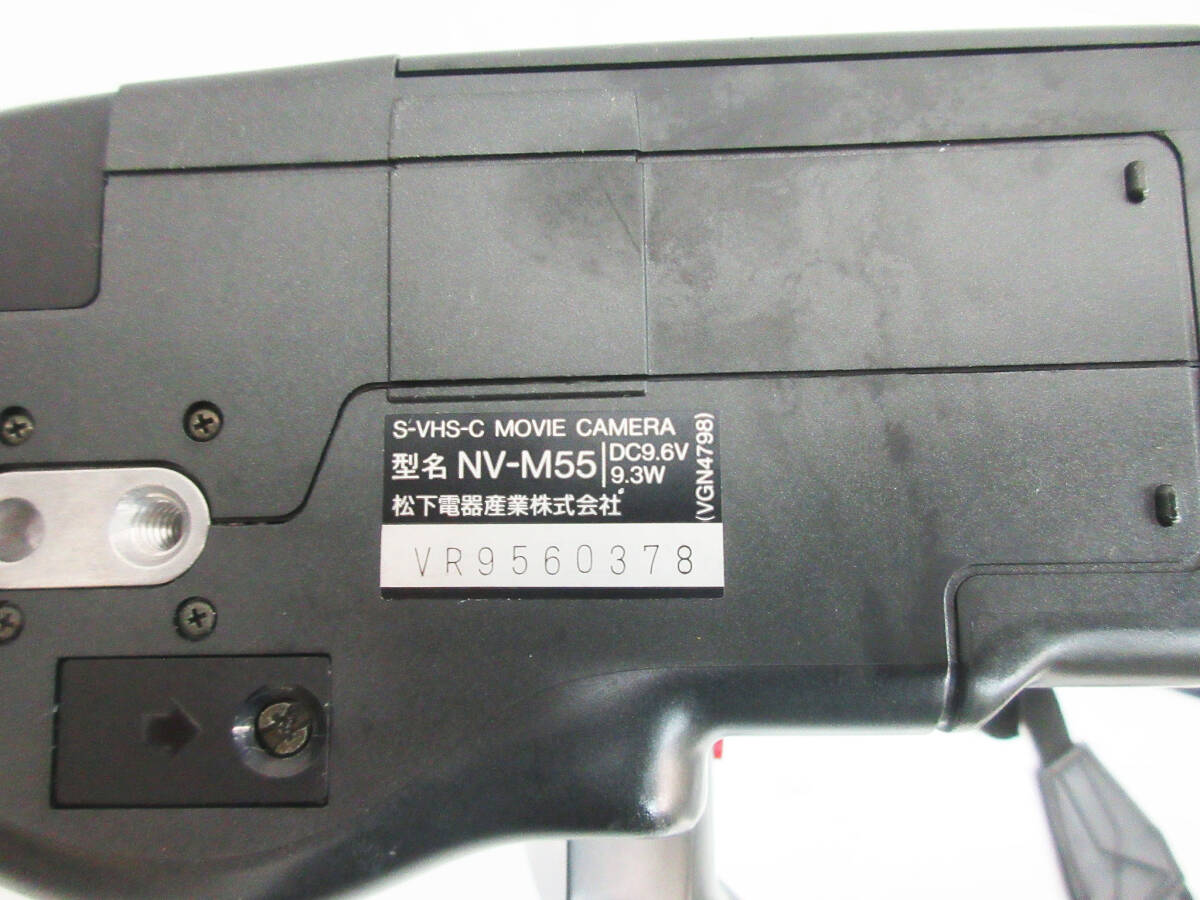 S-VHS-C MOVIE CAMERA
型名 NV-M55
DC9.6V
9.3W
松下電器産業株式会社
(VGN4798)
VR9560378